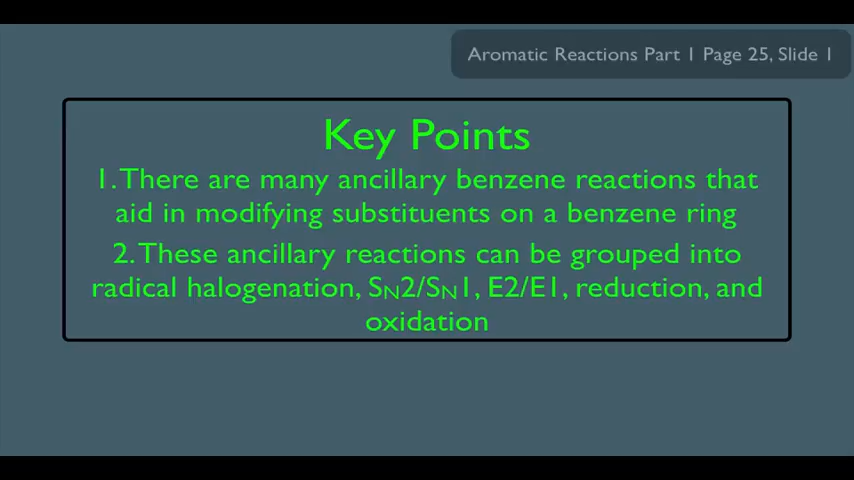 Aromatic Reactions Part 1 Page 25, Slide 1
Key Points
1. There are many ancillary benzene reactions that
aid in modifying substituents on a benzene ring
2. These ancillary reactions can be grouped into
radical halogenation, SN2/SN1, E2/E1, reduction, and
oxidation